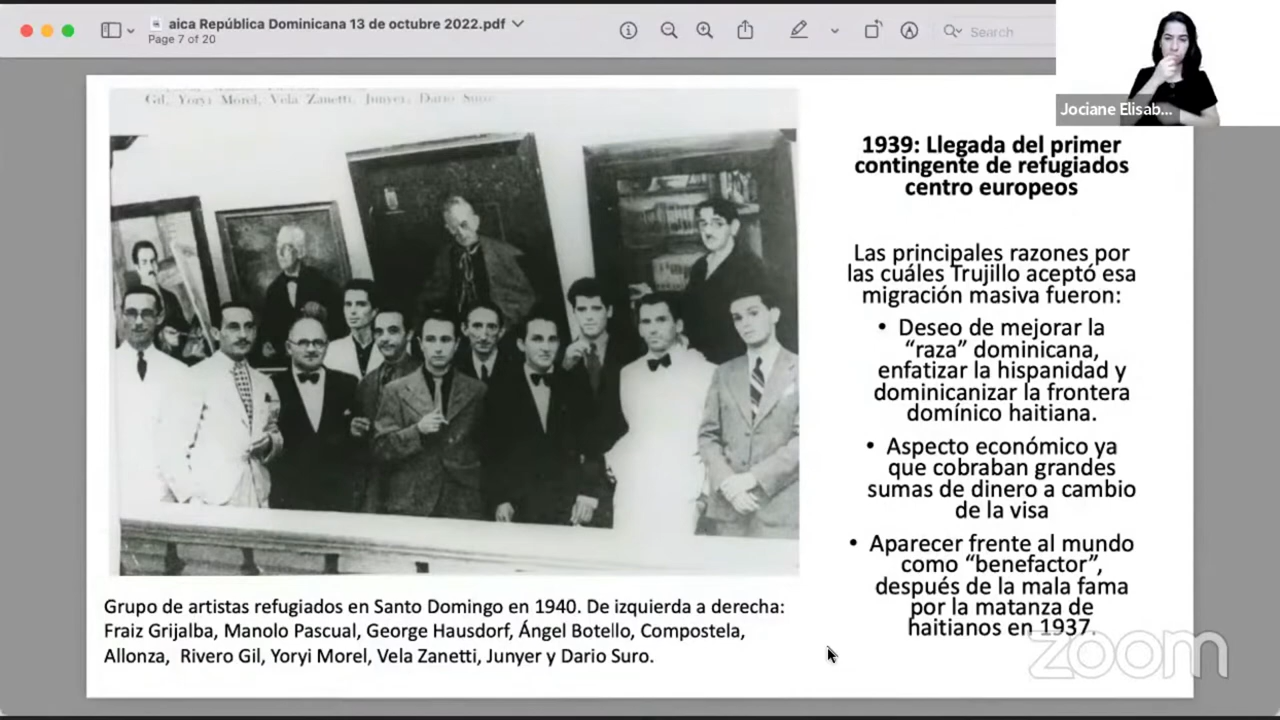 aica República Dominicana 13 de octubre 2022.pdf
Page 7 of 20
Search
Jociane Elisab...
Gil, Yoryi Morel, Vela Zanetti, Junyer, Dario Suro.
1939: Llegada del primer
contingente de refugiados
centro europeos
Las principales razones por
las cuáles Trujillo aceptó esa
migración masiva fueron:
• Deseo de mejorar la
“raza” dominicana,
enfatizar la hispanidad y
dominicanizar la frontera
domínico haitiana.
• Aspecto económico ya
que cobraban grandes
sumas de dinero a cambio
de la visa
• Aparecer frente al mundo
como “benefactor”,
después de la mala fama
por la matanza de
haitianos en 1937.
Grupo de artistas refugiados en Santo Domingo en 1940. De izquierda a derecha:
Fraiz Grijalba, Manolo Pascual, George Hausdorf, Ángel Botello, Compostela,
Allonza, Rivero Gil, Yoryi Morel, Vela Zanetti, Junyer y Dario Suro.
zoom